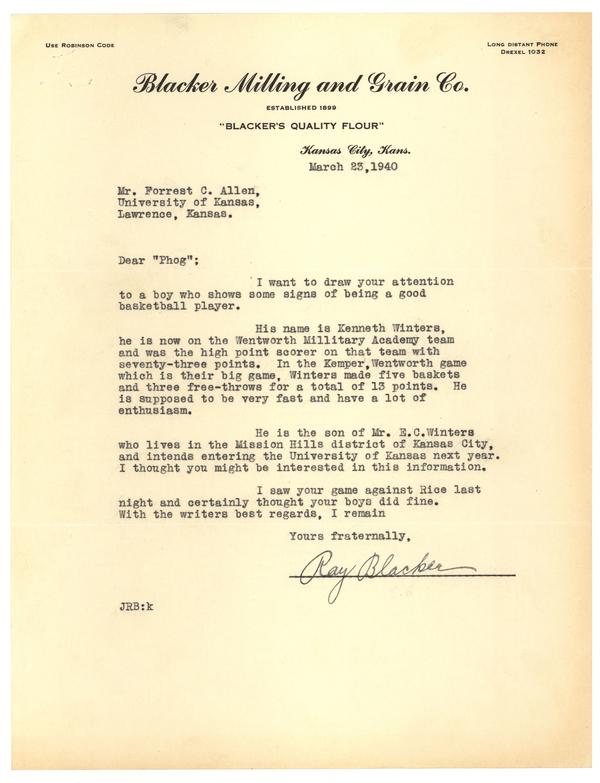 USE ROBINSON CODE
LONG DISTANT PHONE
DREXEL 1032
Blacker Milling and Grain Co.
ESTABLISHED 1899
"BLACKER'S QUALITY FLOUR"
Kansas City, Kans.
March 23,1940
Mr. Forrest C. Allen,
University of Kansas,
Lawrence, Kansas.
Dear "Phog";
I want to draw your attention
to a boy who shows some signs of being a good
basketball player.
His name is Kenneth Winters,
he is now on the Wentworth Millitary Academy team
and was the high point scorer on that team with
seventy-three points. In the Kemper,Wentworth game
which is their big game, Winters made five baskets
and three free-throws for a total of 13 points. He
is supposed to be very fast and have a lot of
enthusiasm.
He is the son of Mr. E.C.Winters
who lives in the Mission Hills district of Kansas City,
and intends entering the University of Kansas next year.
I thought you might be interested in this information.
I saw your game against Rice last
night and certainly thought your boys did fine.
With the writers best regards, I remain
Yours fraternally,
Ray Blacker
JRB:k